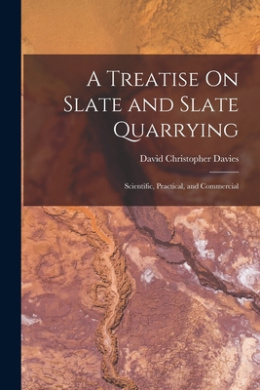 A Treatise On
Slate and Slate
Quarrying
David Christopher Davies
Scientific, Practical, and Commercial